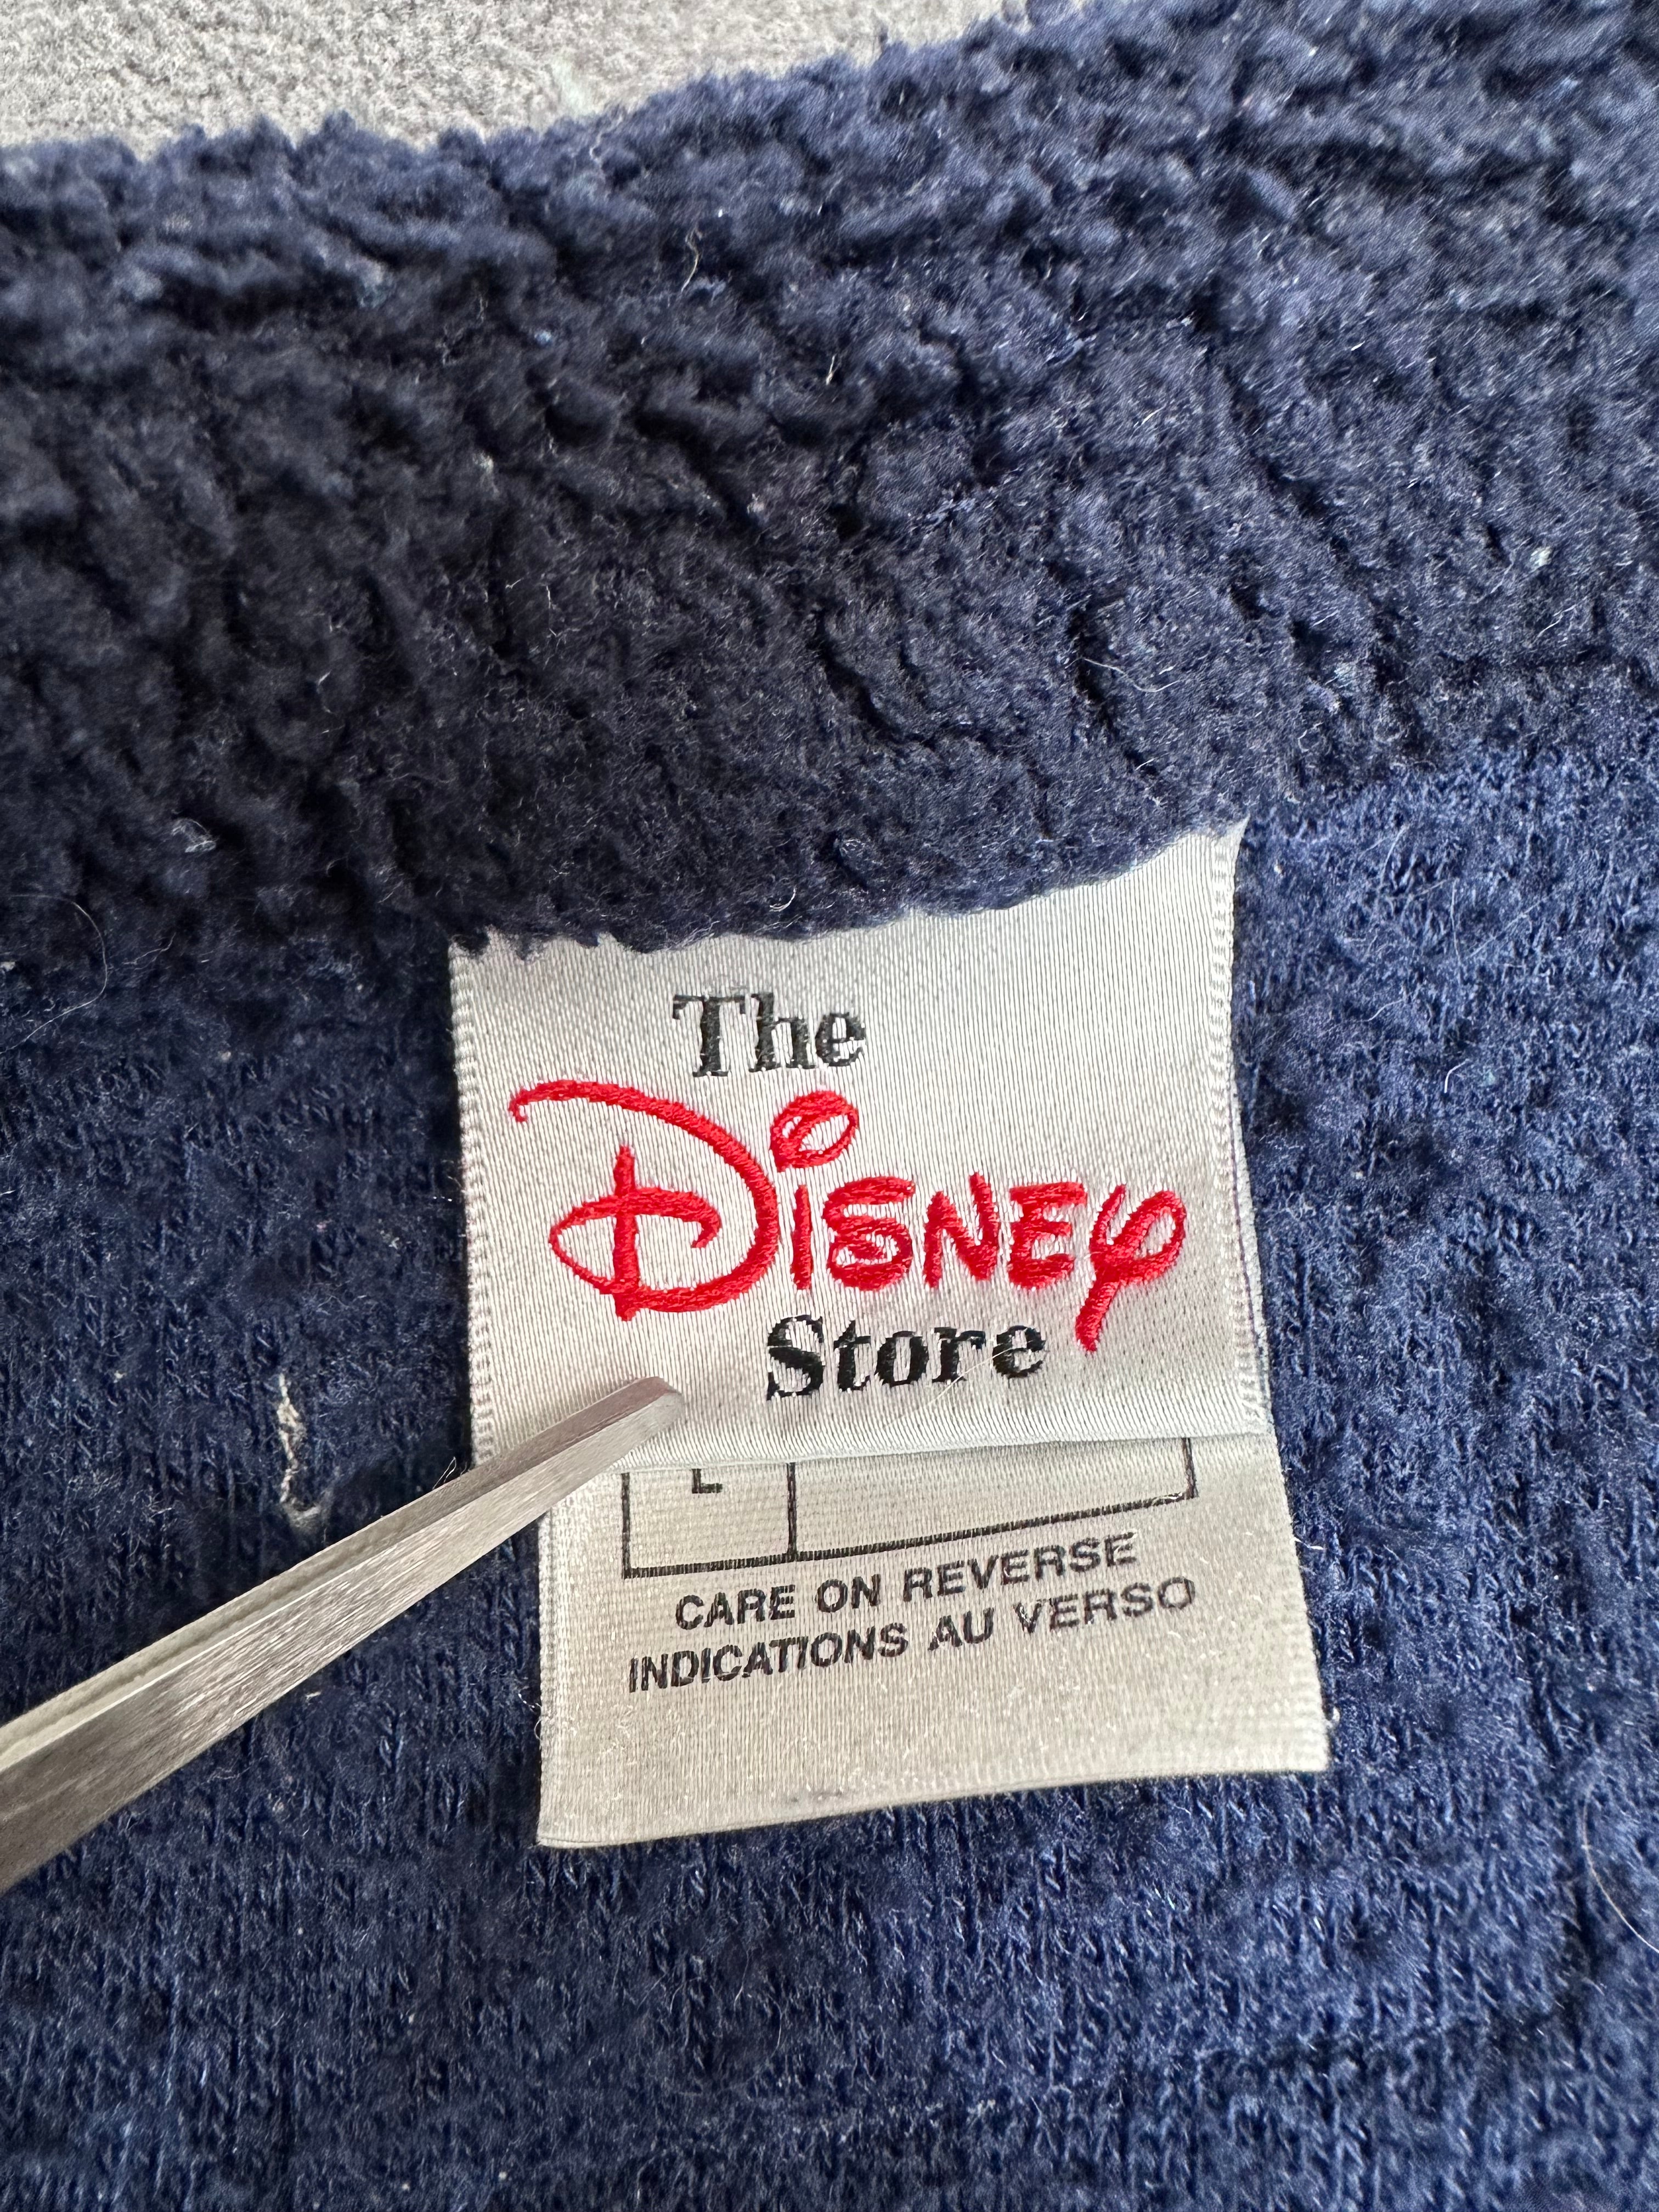 The
Disney
Store
L
CARE ON REVERSE
INDICATIONS AU VERSO